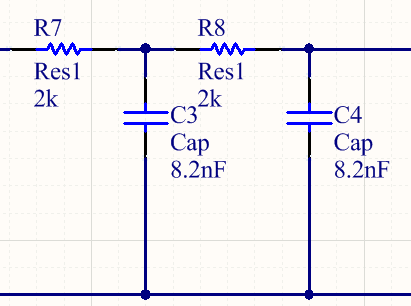 R7
Res1
2k
R8
Res1
2k
C3
Cap
8.2nF
C4
Cap
8.2nF